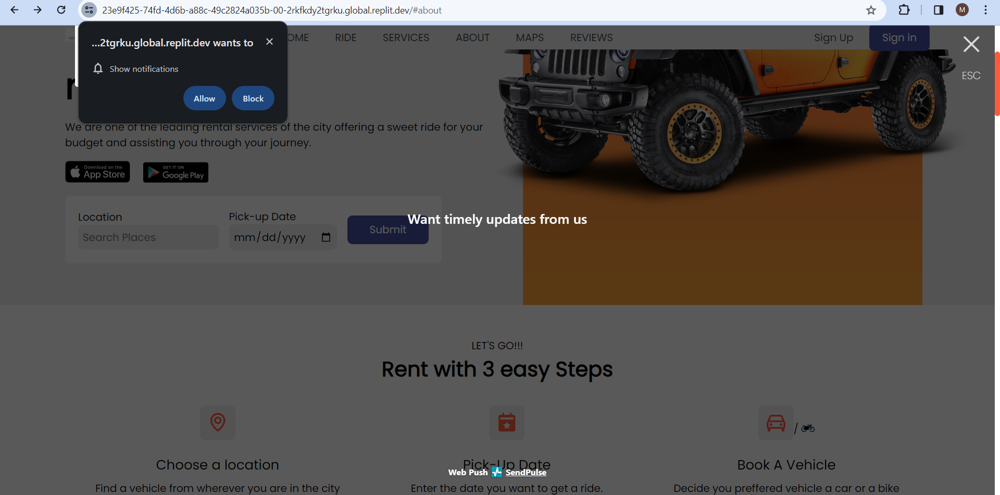 23e9f425-74fd-4d6b-a88c-49c2824a035b-00-2rkfkdy2tgrku.global.replit.dev/#about
M
...2tgrku.global.replit.dev wants to
Show notifications
Allow Block
OME RIDE SERVICES ABOUT MAPS REVIEWS Sign Up Sign in
ESC
We are one of the leading rental services of the city offering a sweet ride for your
budget and assisting you through your journey.
Download on the
App Store
GET IT ON
Google Play
Location Pick-up Date
Search Places mm/dd/yyyy Submit
Want timely updates from us
LET'S GO!!!
Rent with 3 easy Steps
/
Choose a location Pick-Up Date Book A Vehicle
Web Push SendPulse
Find a vehicle from wherever you are in the city Enter the date you want to get a ride. Decide you preffered vehicle a car or a bike